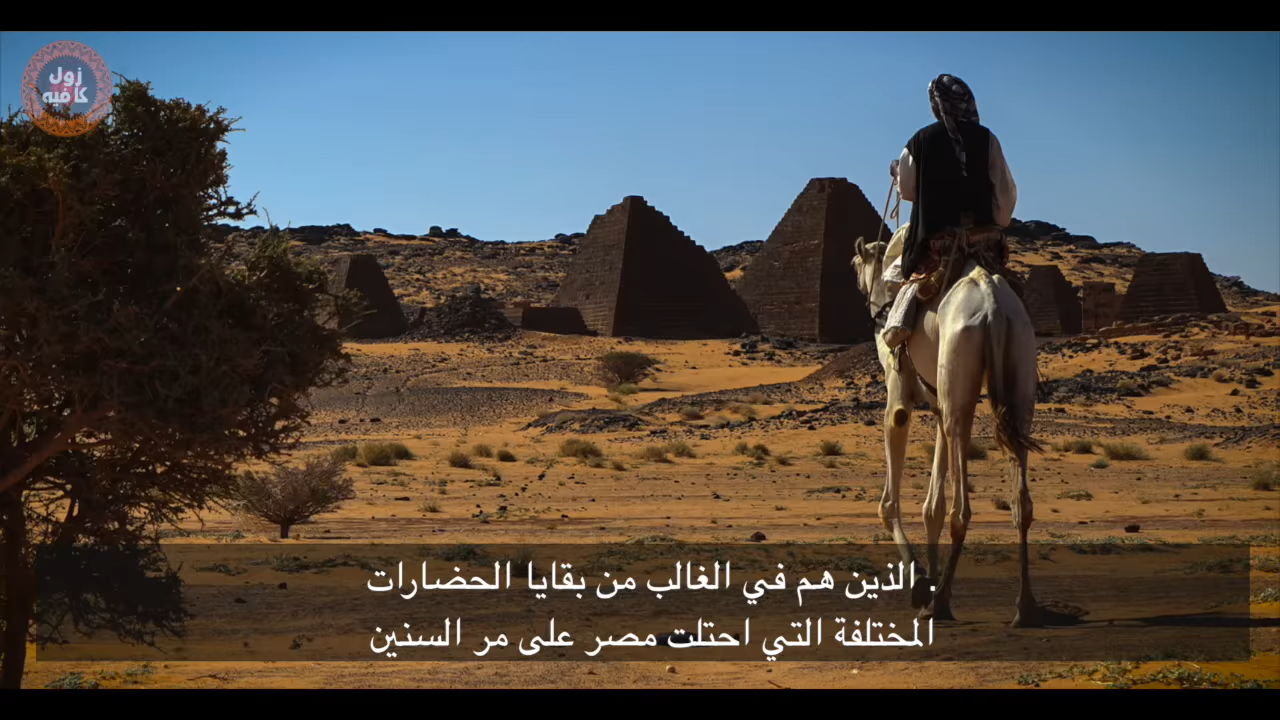 زول
كافيه
. الذين هم في الغالب من بقايا الحضارات
المختلفة التي احتلت مصر على مر السنين